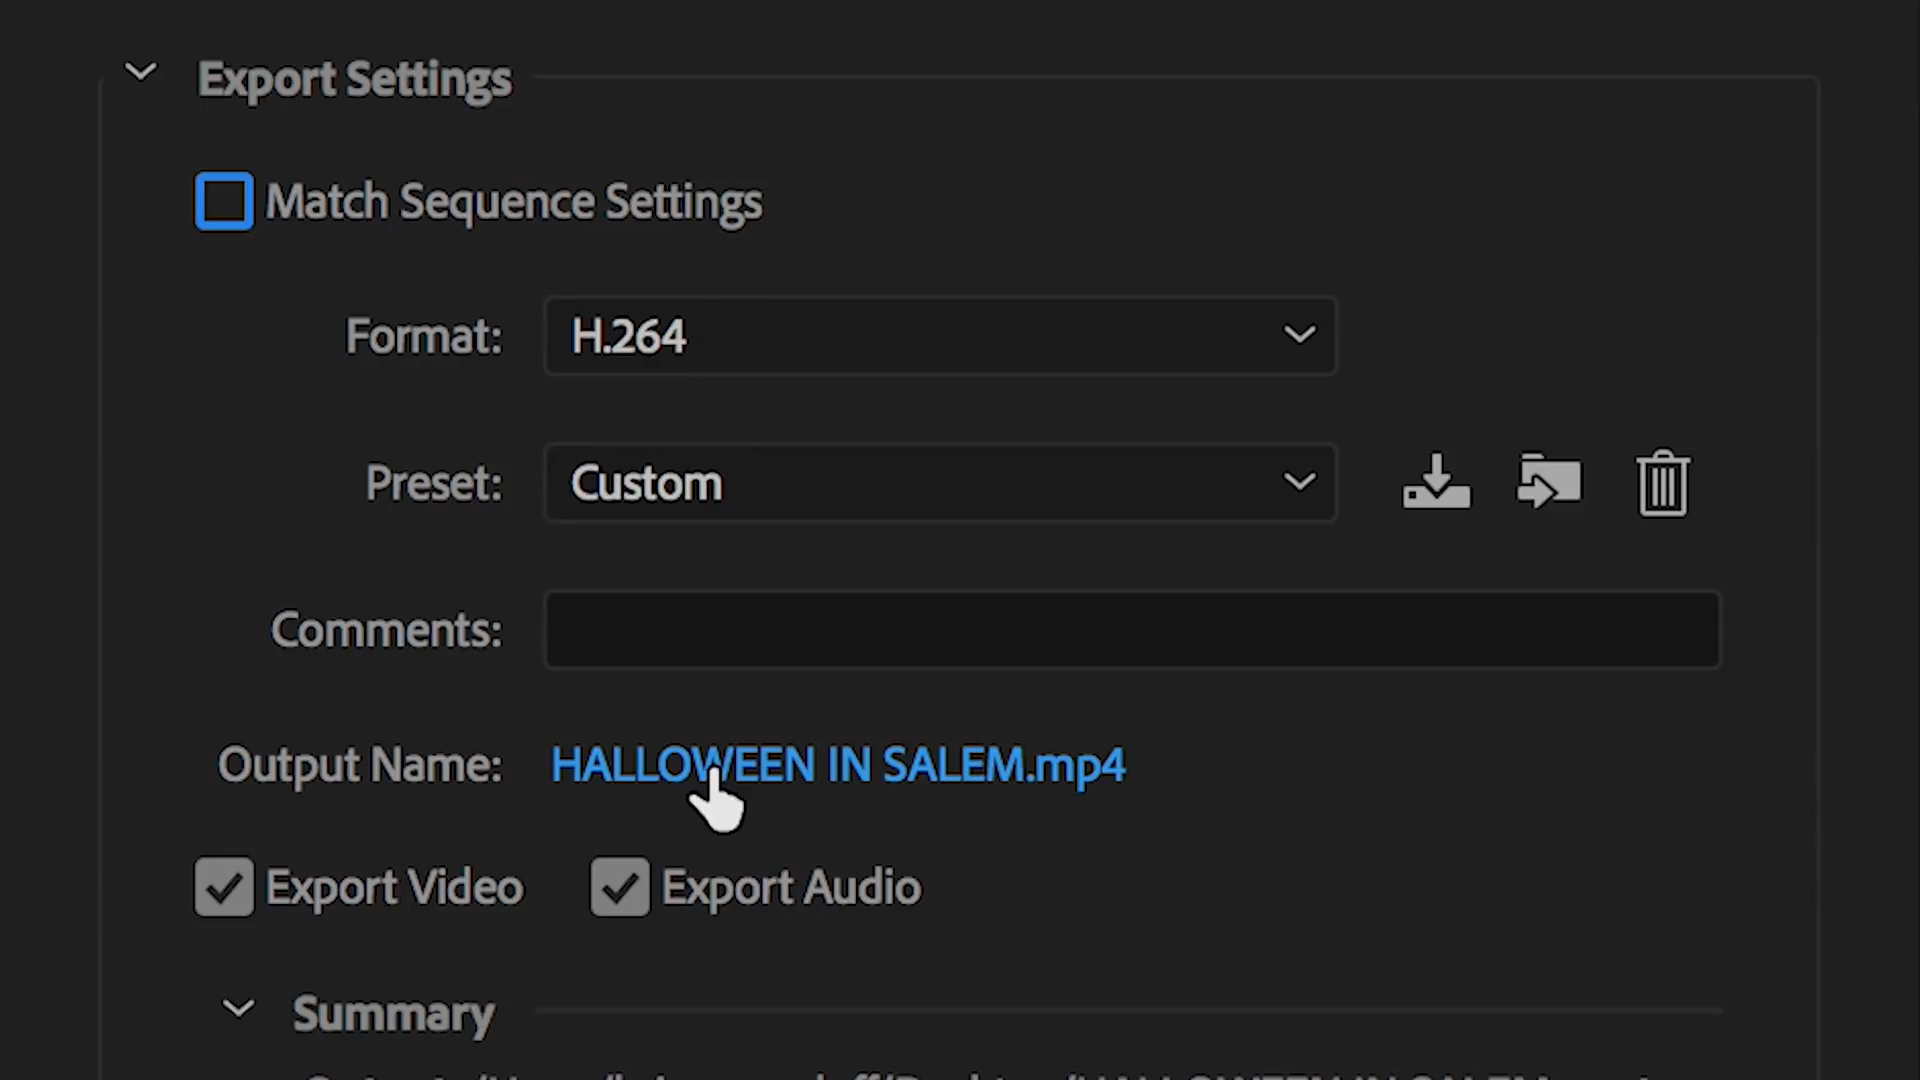 Export Settings
Match Sequence Settings
Format: H.264
Preset: Custom
Comments:
Output Name: HALLOWEEN IN SALEM.mp4
Export Video Export Audio
Summary